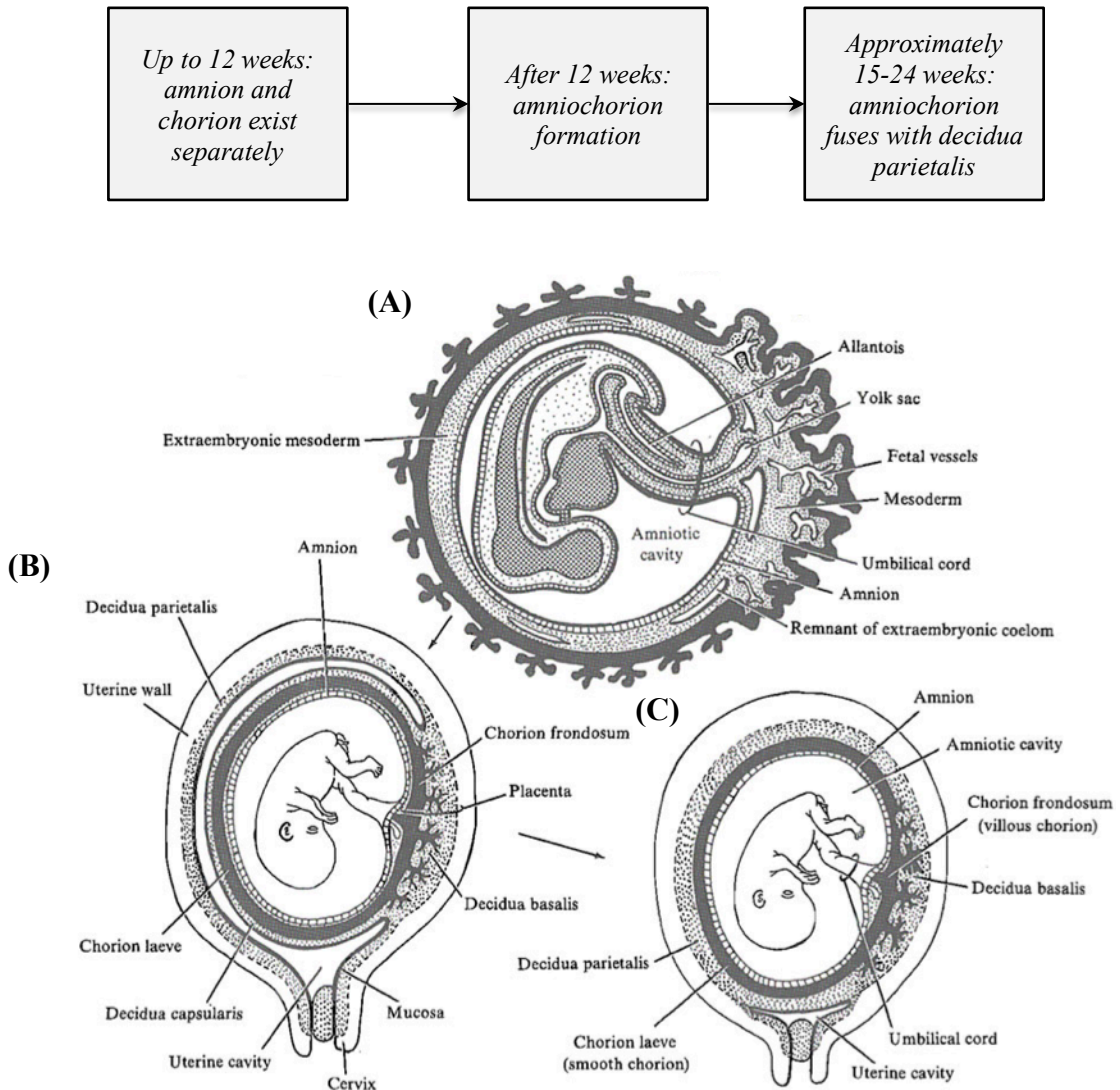 Up to 12 weeks:
amnion and
chorion exist
separately
After 12 weeks:
amniochorion
formation
Approximately
15-24 weeks:
amniochorion
fuses with decidua
parietalis
(A)
Allantois
Yolk sac
Extraembryonic mesoderm
Fetal vessels
Mesoderm
Amniotic
cavity
Umbilical cord
Amnion
Remnant of extraembryonic coelom
(B)
Amnion
Decidua parietalis
Uterine wall
Chorion frondosum
Placenta
Decidua basalis
Chorion laeve
Decidua capsularis
Mucosa
Uterine cavity
Cervix
(C)
Amnion
Amniotic cavity
Chorion frondosum
(villous chorion)
Decidua basalis
Decidua parietalis
Chorion laeve
(smooth chorion)
Umbilical cord
Uterine cavity